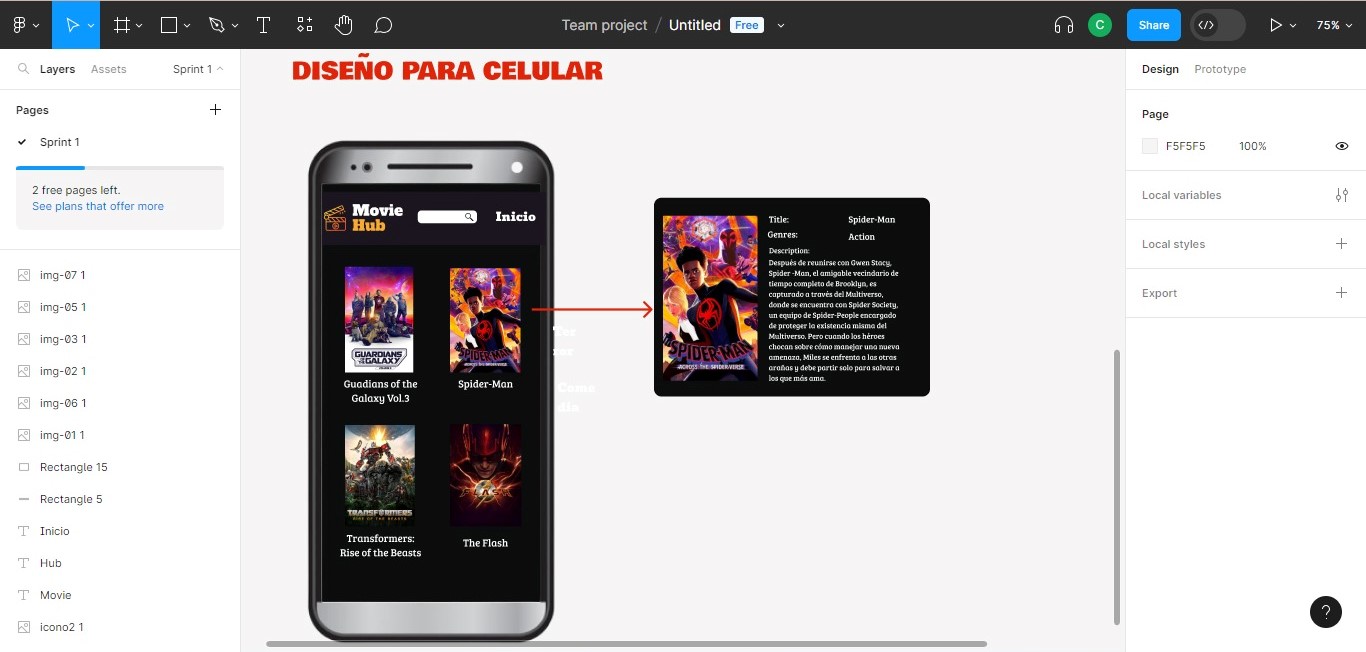 Team project / Untitled Free
C
Share
75%
Layers Assets Sprint 1
Pages
Sprint 1
2 free pages left.
See plans that offer more
img-07 1
img-05 1
img-03 1
img-02 1
img-06 1
img-01 1
Rectangle 15
Rectangle 5
Inicio
Hub
Movie
icono2 1
DISEÑO PARA CELULAR
Movie
Hub
Inicio
GUARDIANS
GALAXY
Guadians of the
Galaxy Vol.3
SPIDER-MAN
Spider-Man
TRANSFORMERS
RISE OF THE BEASTS
Transformers:
Rise of the Beasts
FLASH
The Flash
Ter
ror
Come
dia
SPIDER-MAN
ACROSS THE SPIDER-VERSE
Title: Spider-Man
Genres: Action
Description:
Después de reunirse con Gwen Stacy,
Spider -Man, el amigable vecindario de
tiempo completo de Brooklyn, es
capturado a través del Multiverso,
donde se encuentra con Spider Society,
un equipo de Spider-People encargado
de proteger la existencia misma del
Multiverso. Pero cuando los héroes
chocan sobre cómo manejar una nueva
amenaza, Miles se enfrenta a las otras
arañas y debe partir solo para salvar a
los que más ama.
Design Prototype
Page
F5F5F5 100%
Local variables
Local styles
Export
?